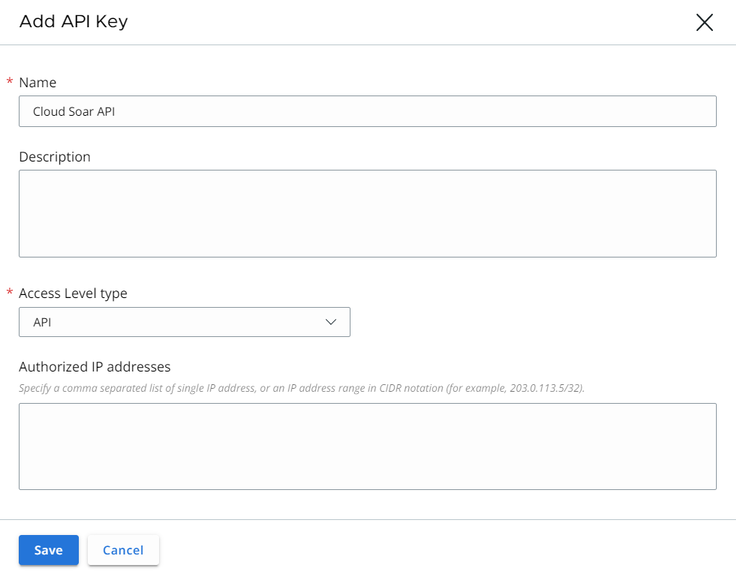 Add API Key
* Name
Cloud Soar API
Description
* Access Level type
API
Authorized IP addresses
Specify a comma separated list of single IP address, or an IP address range in CIDR notation (for example, 203.0.113.5/32).
Save Cancel